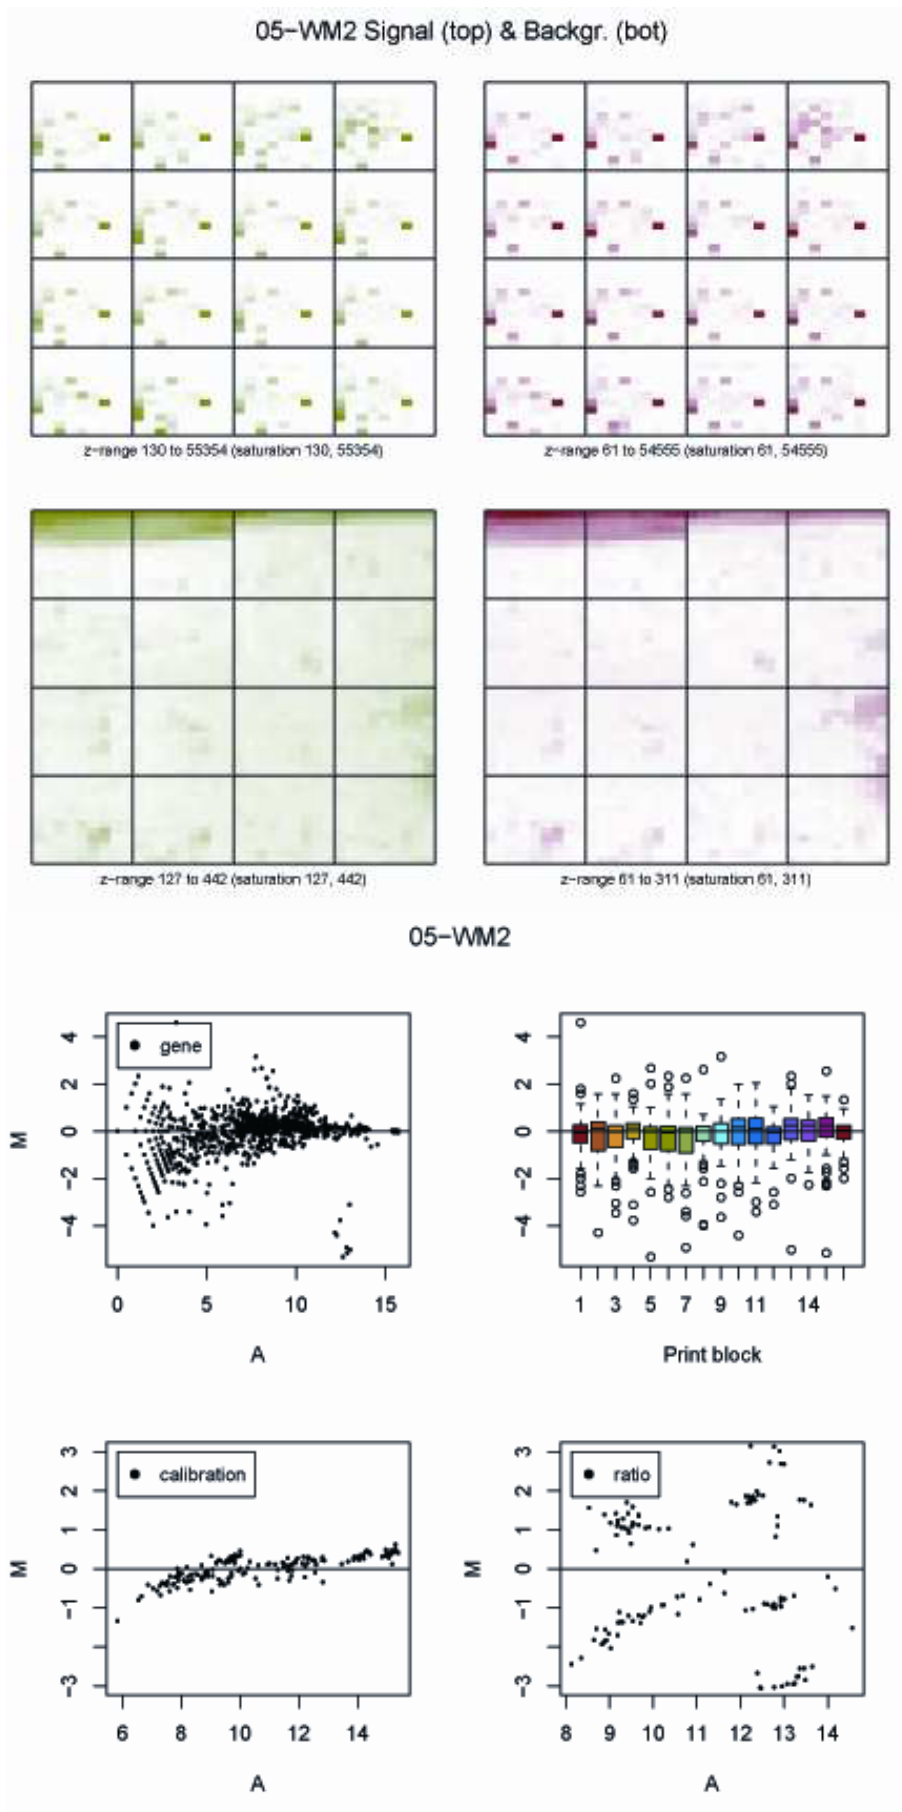 05−WM2 Signal (top) & Backgr. (bot)
z−range 130 to 55354 (saturation 130, 55354)
z−range 61 to 54555 (saturation 61, 54555)
z−range 127 to 442 (saturation 127, 442)
z−range 61 to 311 (saturation 61, 311)
05−WM2
gene
4
2
0
−2
−4
M
0 5 10 15
A
4
2
0
−2
−4
1 3 5 7 9 11 14
Print block
calibration
3
2
1
0
−1
−3
M
6 8 10 12 14
A
ratio
3
2
1
0
−1
−3
M
8 9 10 11 12 13 14
A